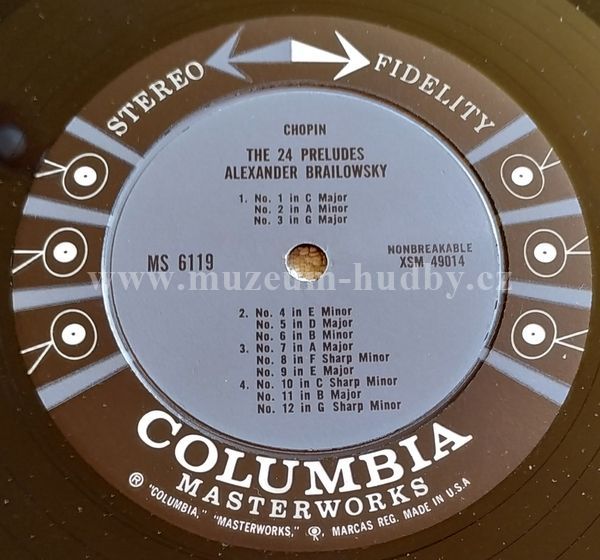 STEREO FIDELITY
CHOPIN
THE 24 PRELUDES
ALEXANDER BRAILOWSKY
1. No. 1 in C Major
No. 2 in A Minor
No. 3 in G Major
MS 6119
NONBREAKABLE
XSM 49014
www.muzeum-hudby.cz
2. No. 4 in E Minor
No. 5 in D Major
No. 6 in B Minor
3. No. 7 in A Major
No. 8 in F Sharp Minor
No. 9 in E Major
4. No. 10 in C Sharp Minor
No. 11 in B Major
No. 12 in G Sharp Minor
COLUMBIA
MASTERWORKS
® "COLUMBIA," "MASTERWORKS," MARCAS REG. MADE IN U.S.A